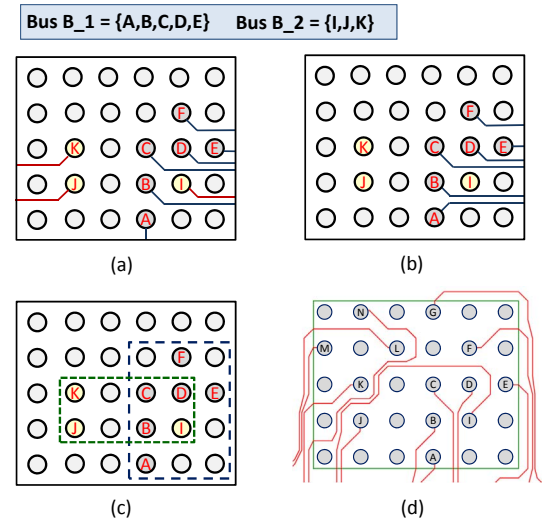 Bus B_1 = {A,B,C,D,E} Bus B_2 = {I,J,K}
F
K C D E
J B I
A
(a)
F
K C D E
J B I
A
(b)
F
K C D E
J B I
A
(c)
N G
M L F
K C D E
J B I
A
(d)